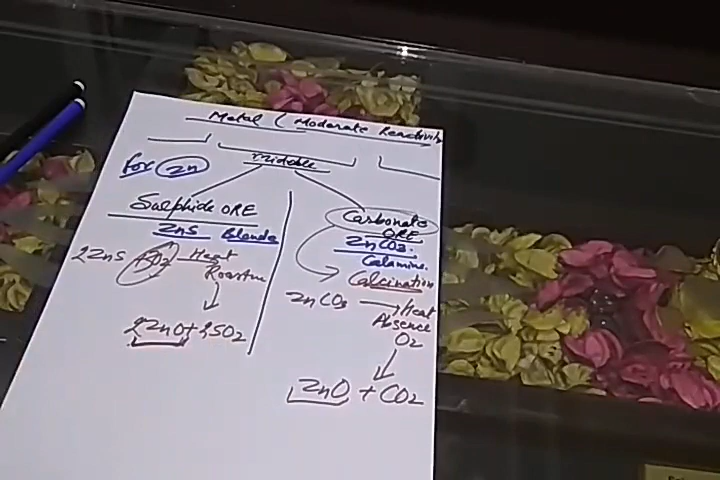 Metal ( Moderate Reactivity
Middle
for Zn
Sulphide ORE
ZnS Blende
2ZnS +3O2 Heat
Roasting
2ZnO + 2SO2
Carbonate
ORE
ZnCO3
Calamine.
Calcination
ZnCO3 Heat
Absence
O2
ZnO + CO2